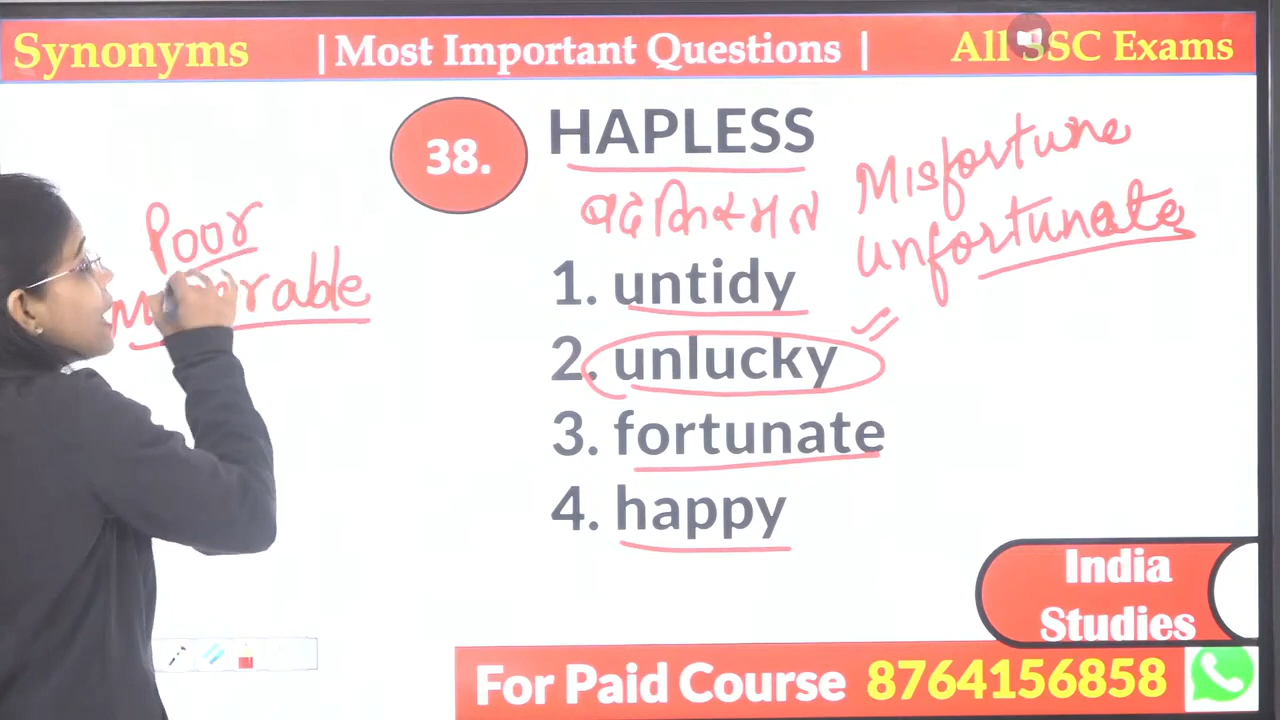 Synonyms |Most Important Questions | All SSC Exams
38. HAPLESS
बदकिस्मत
Misfortune
unfortunate
Poor
1. untidy
2. unlucky
3. fortunate
4. happy
India
Studies
For Paid Course 8764156858